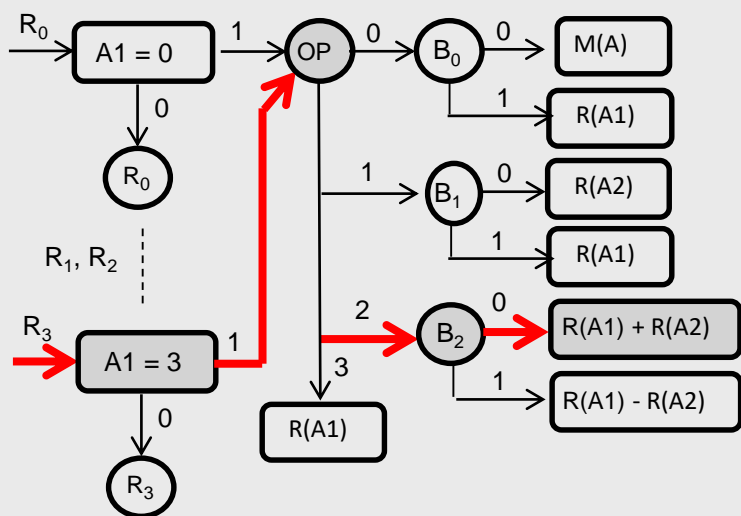 R0 A1 = 0 1 OP 0 B0 0 M(A)
0 1 R(A1)
R0
1 B1 0 R(A2)
1 R(A1)
R1, R2
R3 A1 = 3 1 2 B2 0 R(A1) + R(A2)
3 1 R(A1) - R(A2)
0 R(A1)
R3